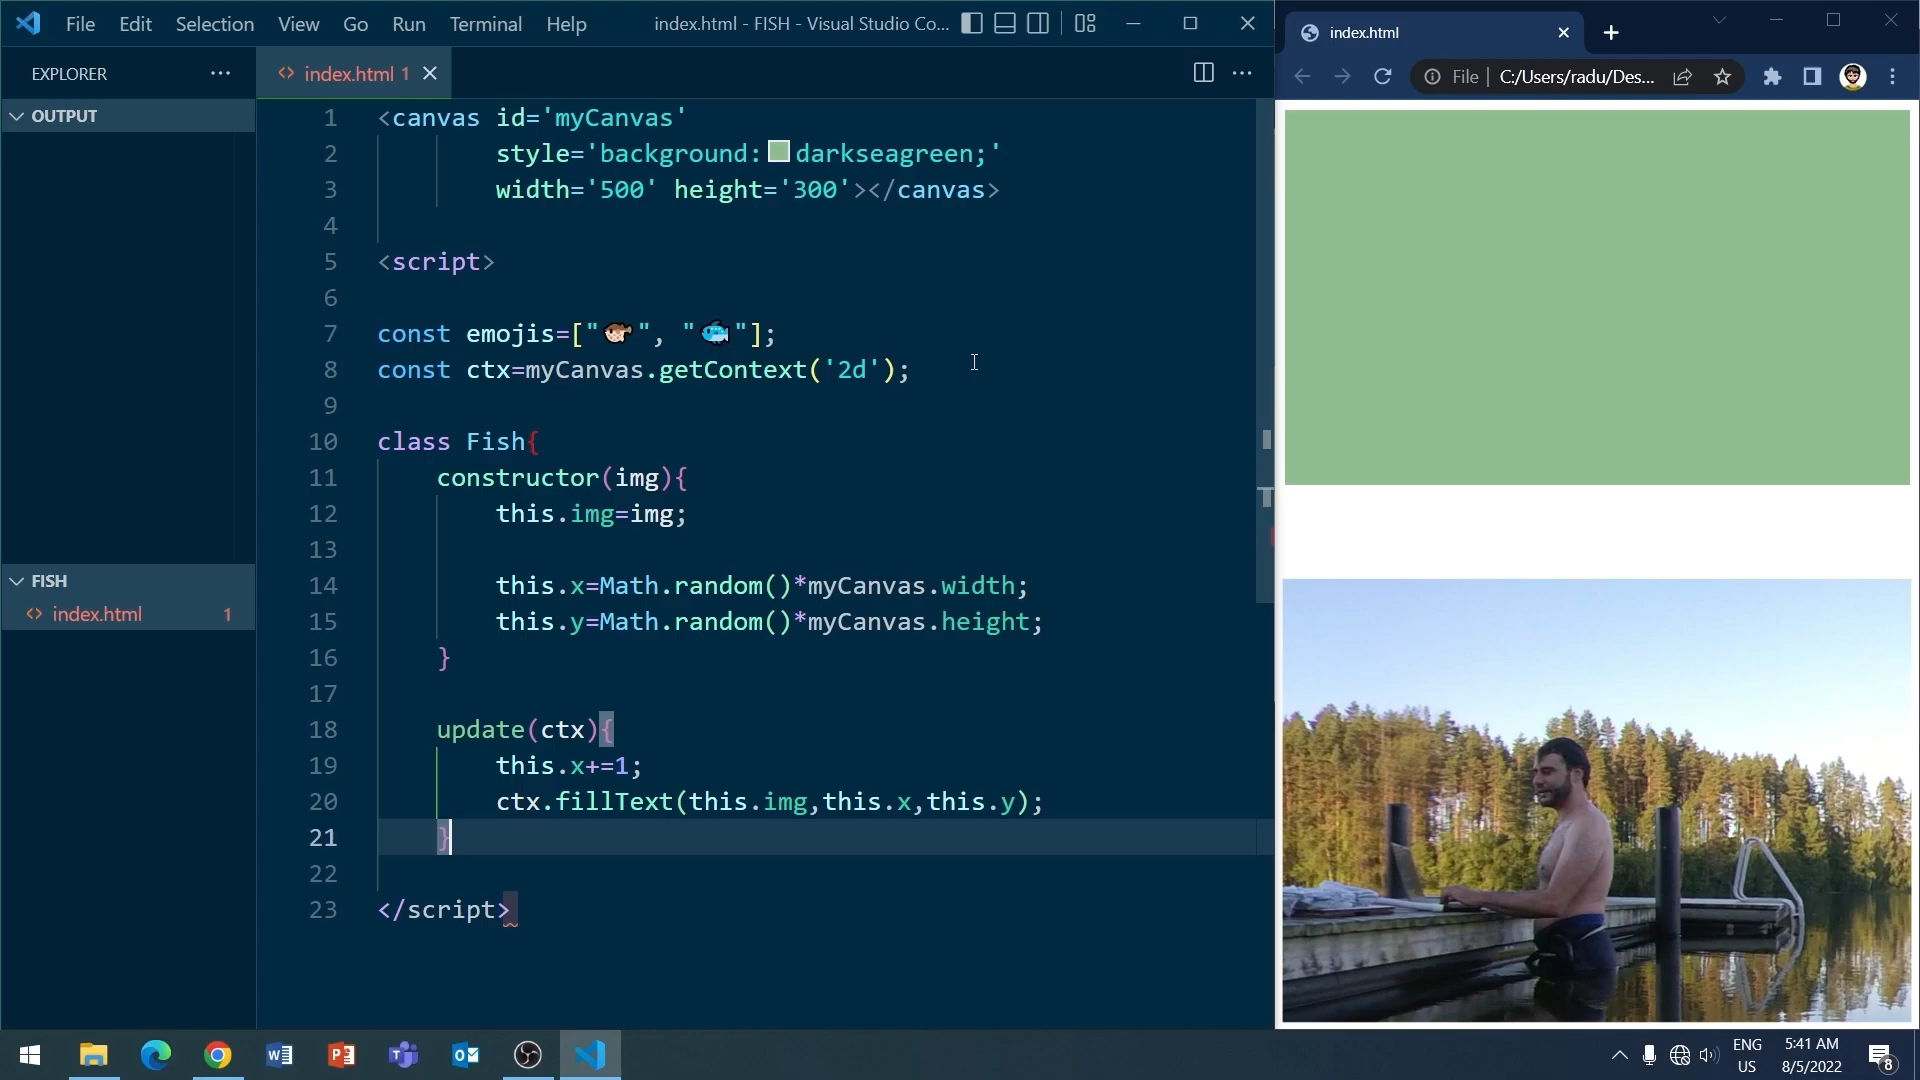 File Edit Selection View Go Run Terminal Help index.html - FISH - Visual Studio Co...
EXPLORER
OUTPUT
FISH
index.html 1
index.html 1
1 <canvas id='myCanvas'
2 style='background: darkseagreen;'
3 width='500' height='300'></canvas>
4
5 <script>
6
7 const emojis=["🐡", "🐟"];
8 const ctx=myCanvas.getContext('2d');
9
10 class Fish{
11 constructor(img){
12 this.img=img;
13
14 this.x=Math.random()*myCanvas.width;
15 this.y=Math.random()*myCanvas.height;
16 }
17
18 update(ctx){
19 this.x+=1;
20 ctx.fillText(this.img,this.x,this.y);
21 }
22
23 </script>
index.html
File | C:/Users/radu/Des...
ENG
US
5:41 AM
8/5/2022
8